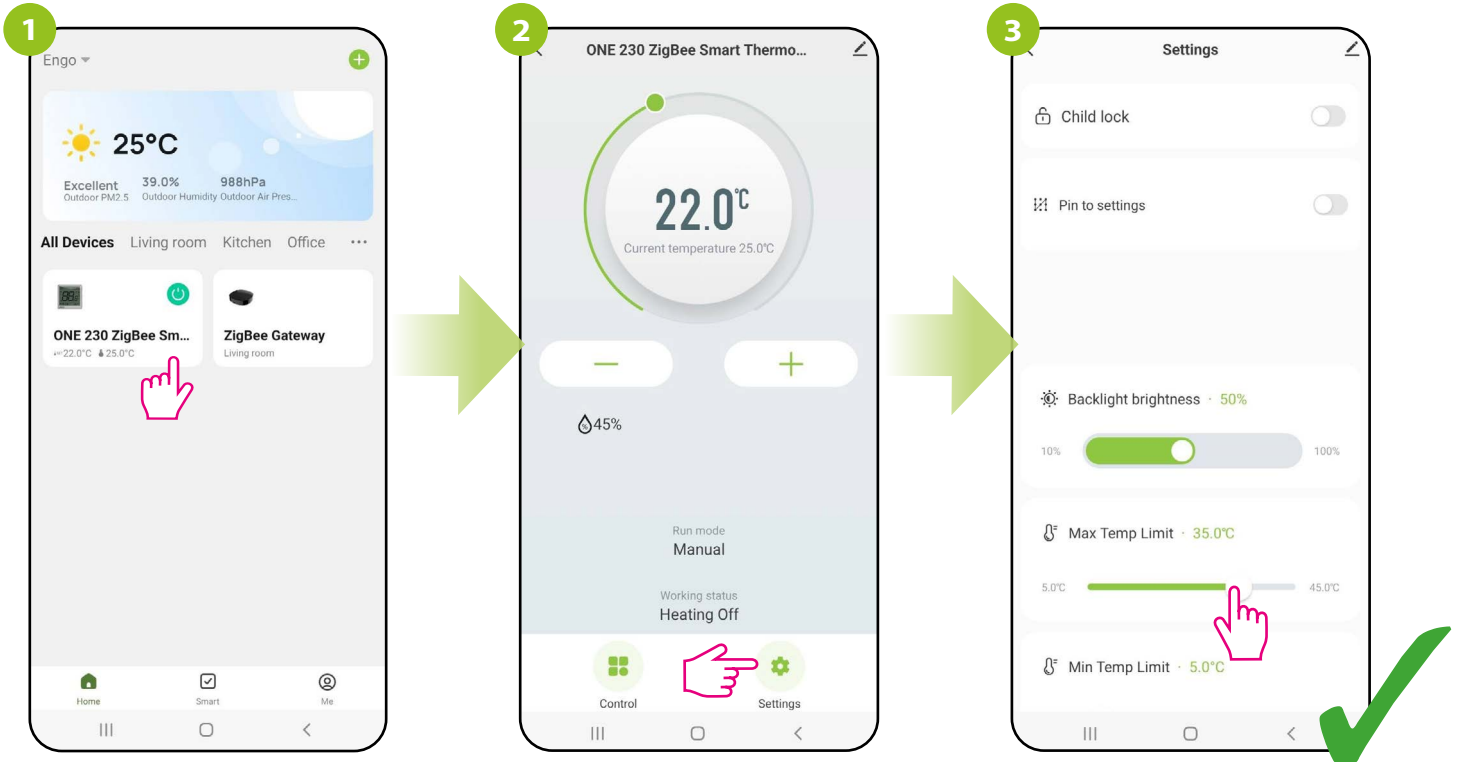 1
Engo
25°C
Excellent
Outdoor PM2.5
39.0%
Outdoor Humidity
988hPa
Outdoor Air Pres...
All Devices Living room Kitchen Office ...
ONE 230 ZigBee Sm...
22.0°C 25.0°C
ZigBee Gateway
Living room
Home Smart Me
2
ONE 230 ZigBee Smart Thermo...
22.0°C
Current temperature 25.0°C
45%
Run mode
Manual
Working status
Heating Off
Control Settings
3
Settings
Child lock
Pin to settings
Backlight brightness · 50%
10% 100%
Max Temp Limit · 35.0°C
5.0°C 45.0°C
Min Temp Limit · 5.0°C